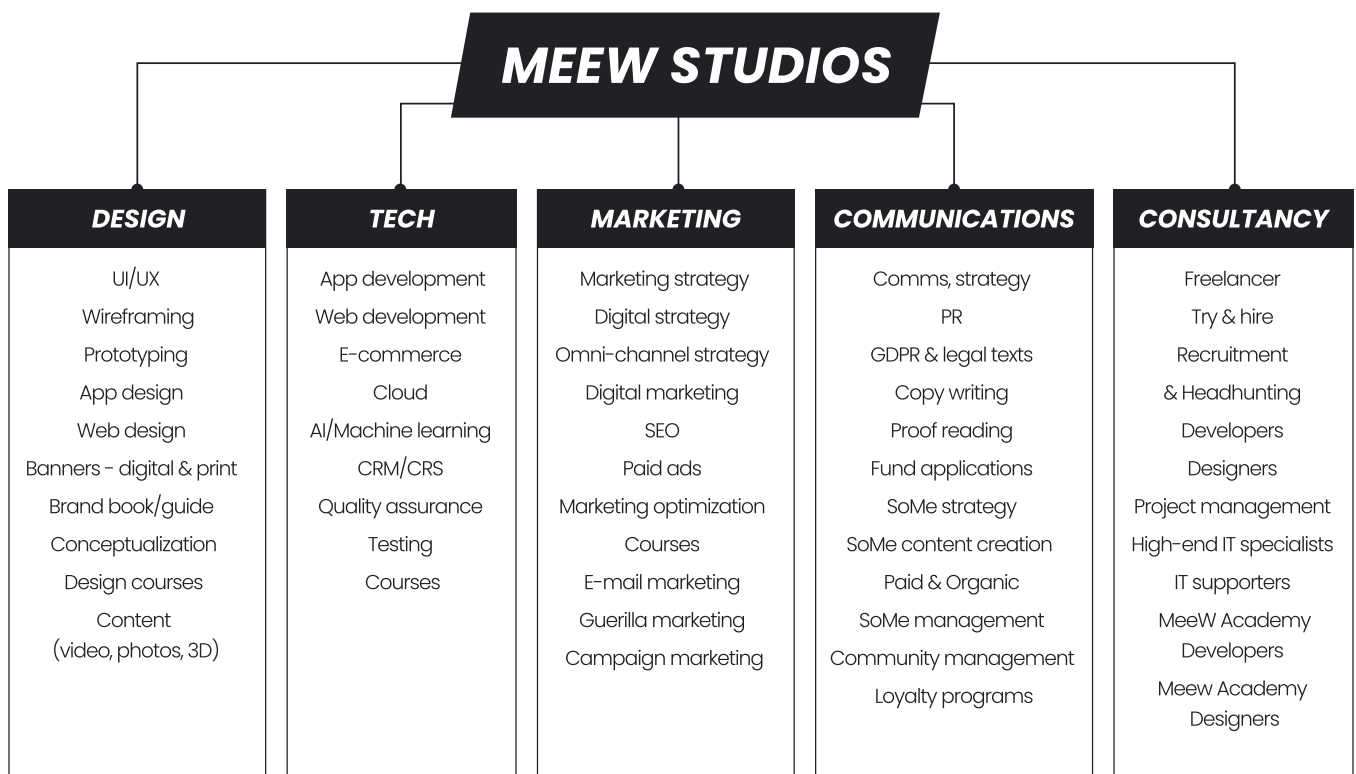 MEEW STUDIOS
DESIGN
UI/UX
Wireframing
Prototyping
App design
Web design
Banners - digital & print
Brand book/guide
Conceptualization
Design courses
Content
(video, photos, 3D)
TECH
App development
Web development
E-commerce
Cloud
AI/Machine learning
CRM/CRS
Quality assurance
Testing
Courses
MARKETING
Marketing strategy
Digital strategy
Omni-channel strategy
Digital marketing
SEO
Paid ads
Marketing optimization
Courses
E-mail marketing
Guerilla marketing
Campaign marketing
COMMUNICATIONS
Comms, strategy
PR
GDPR & legal texts
Copy writing
Proof reading
Fund applications
SoMe strategy
SoMe content creation
Paid & Organic
SoMe management
Community management
Loyalty programs
CONSULTANCY
Freelancer
Try & hire
Recruitment
& Headhunting
Developers
Designers
Project management
High-end IT specialists
IT supporters
MeeW Academy
Developers
Meew Academy
Designers